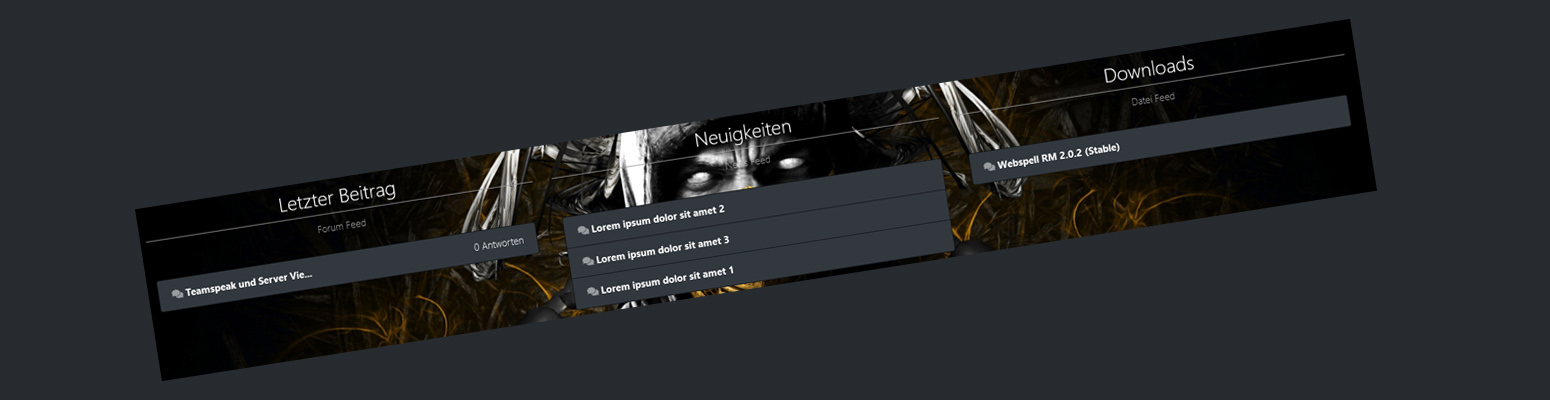 Letzter Beitrag
Forum Feed
Teamspeak und Server Vie... 0 Antworten
Neuigkeiten
News Feed
Lorem ipsum dolor sit amet 2
Lorem ipsum dolor sit amet 3
Lorem ipsum dolor sit amet 1
Downloads
Datei Feed
Webspell RM 2.0.2 (Stable)